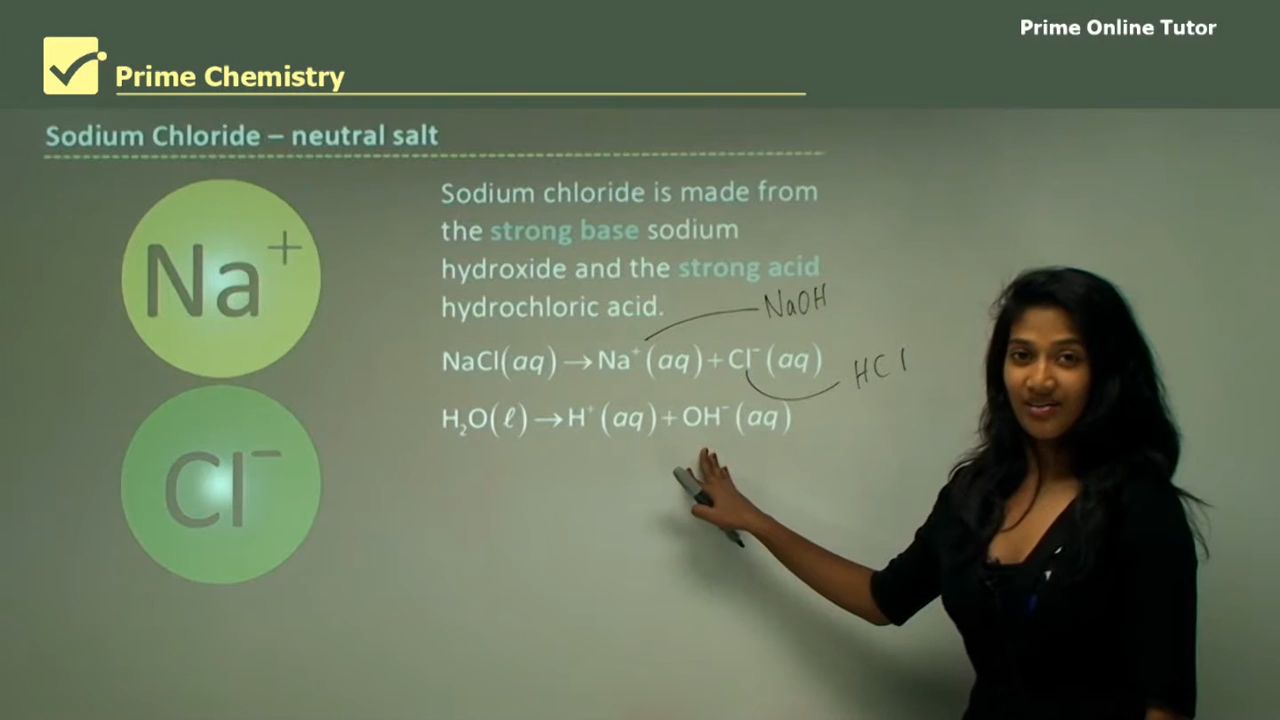 Prime Online Tutor
Prime Chemistry
Sodium Chloride – neutral salt
Na⁺
Cl⁻
Sodium chloride is made from
the strong base sodium
hydroxide and the strong acid
hydrochloric acid.
NaOH
NaCl(aq) → Na⁺(aq) + Cl⁻(aq)
HCl
H₂O(ℓ) → H⁺(aq) + OH⁻(aq)